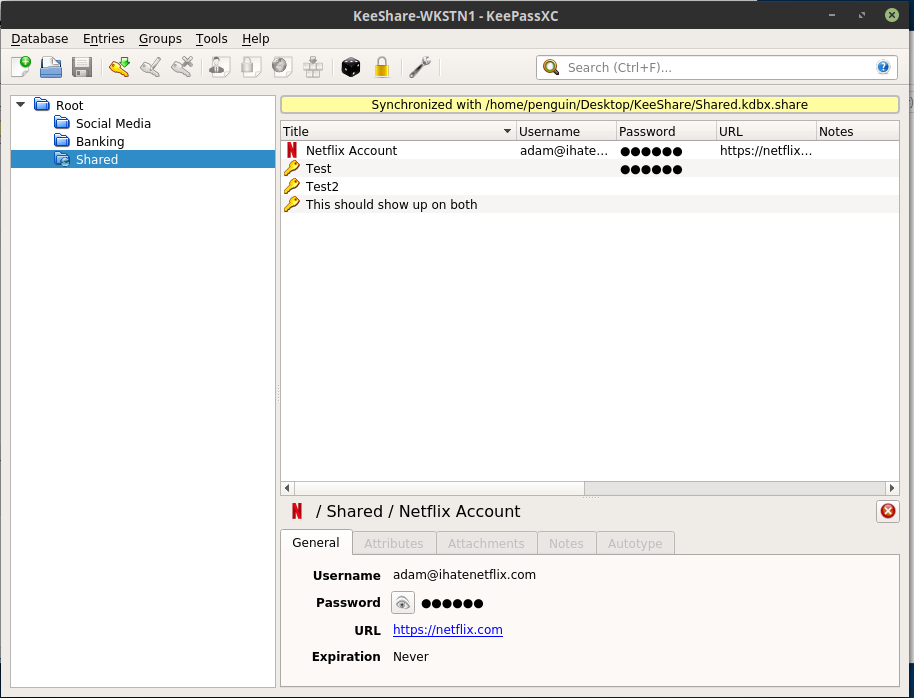 KeeShare-WKSTN1 - KeePassXC
Database Entries Groups Tools Help
Search (Ctrl+F)...
Root
Social Media
Banking
Shared
Synchronized with /home/penguin/Desktop/KeeShare/Shared.kdbx.share
Title Username Password URL Notes
Netflix Account adam@ihate... ●●●●●● https://netflix...
Test ●●●●●●
Test2
This should show up on both
/ Shared / Netflix Account
General Attributes Attachments Notes Autotype
Username adam@ihatenetflix.com
Password ●●●●●●
URL https://netflix.com
Expiration Never